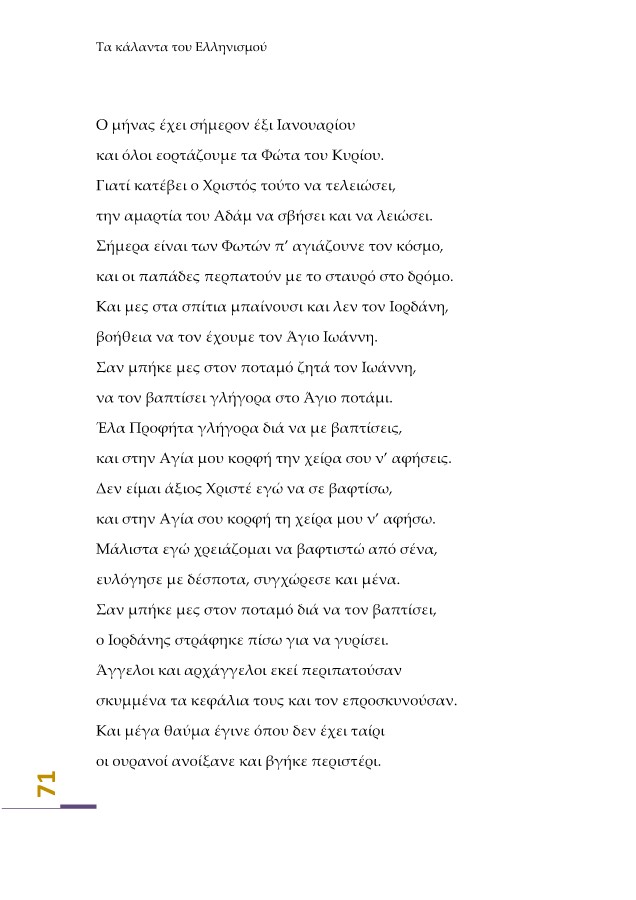 Τα κάλαντα του Ελληνισμού
Ο μήνας έχει σήμερον έξι Ιανουαρίου
και όλοι εορτάζουμε τα Φώτα του Κυρίου.
Γιατί κατέβει ο Χριστός τούτο να τελειώσει,
την αμαρτία του Αδάμ να σβήσει και να λειώσει.
Σήμερα είναι των Φωτών π’ αγιάζουνε τον κόσμο,
και οι παπάδες περπατούν με το σταυρό στο δρόμο.
Και μες στα σπίτια μπαίνουσι και λεν τον Ιορδάνη,
βοήθεια να τον έχουμε τον Άγιο Ιωάννη.
Σαν μπήκε μες στον ποταμό ζητά τον Ιωάννη,
να τον βαπτίσει γλήγορα στο Άγιο ποτάμι.
Έλα Προφήτα γλήγορα διά να με βαπτίσεις,
και στην Αγία μου κορφή την χείρα σου ν’ αφήσεις.
Δεν είμαι άξιος Χριστέ εγώ να σε βαφτίσω,
και στην Αγία σου κορφή τη χείρα μου ν’ αφήσω.
Μάλιστα εγώ χρειάζομαι να βαφτιστώ από σένα,
ευλόγησε με δέσποτα, συγχώρεσε και μένα.
Σαν μπήκε μες στον ποταμό διά να τον βαπτίσει,
ο Ιορδάνης στράφηκε πίσω για να γυρίσει.
Άγγελοι και αρχάγγελοι εκεί περιπατούσαν
σκυμμένα τα κεφάλια τους και τον επροσκυνούσαν.
Και μέγα θαύμα έγινε όπου δεν έχει ταίρι
οι ουρανοί ανοίξανε και βγήκε περιστέρι.
71